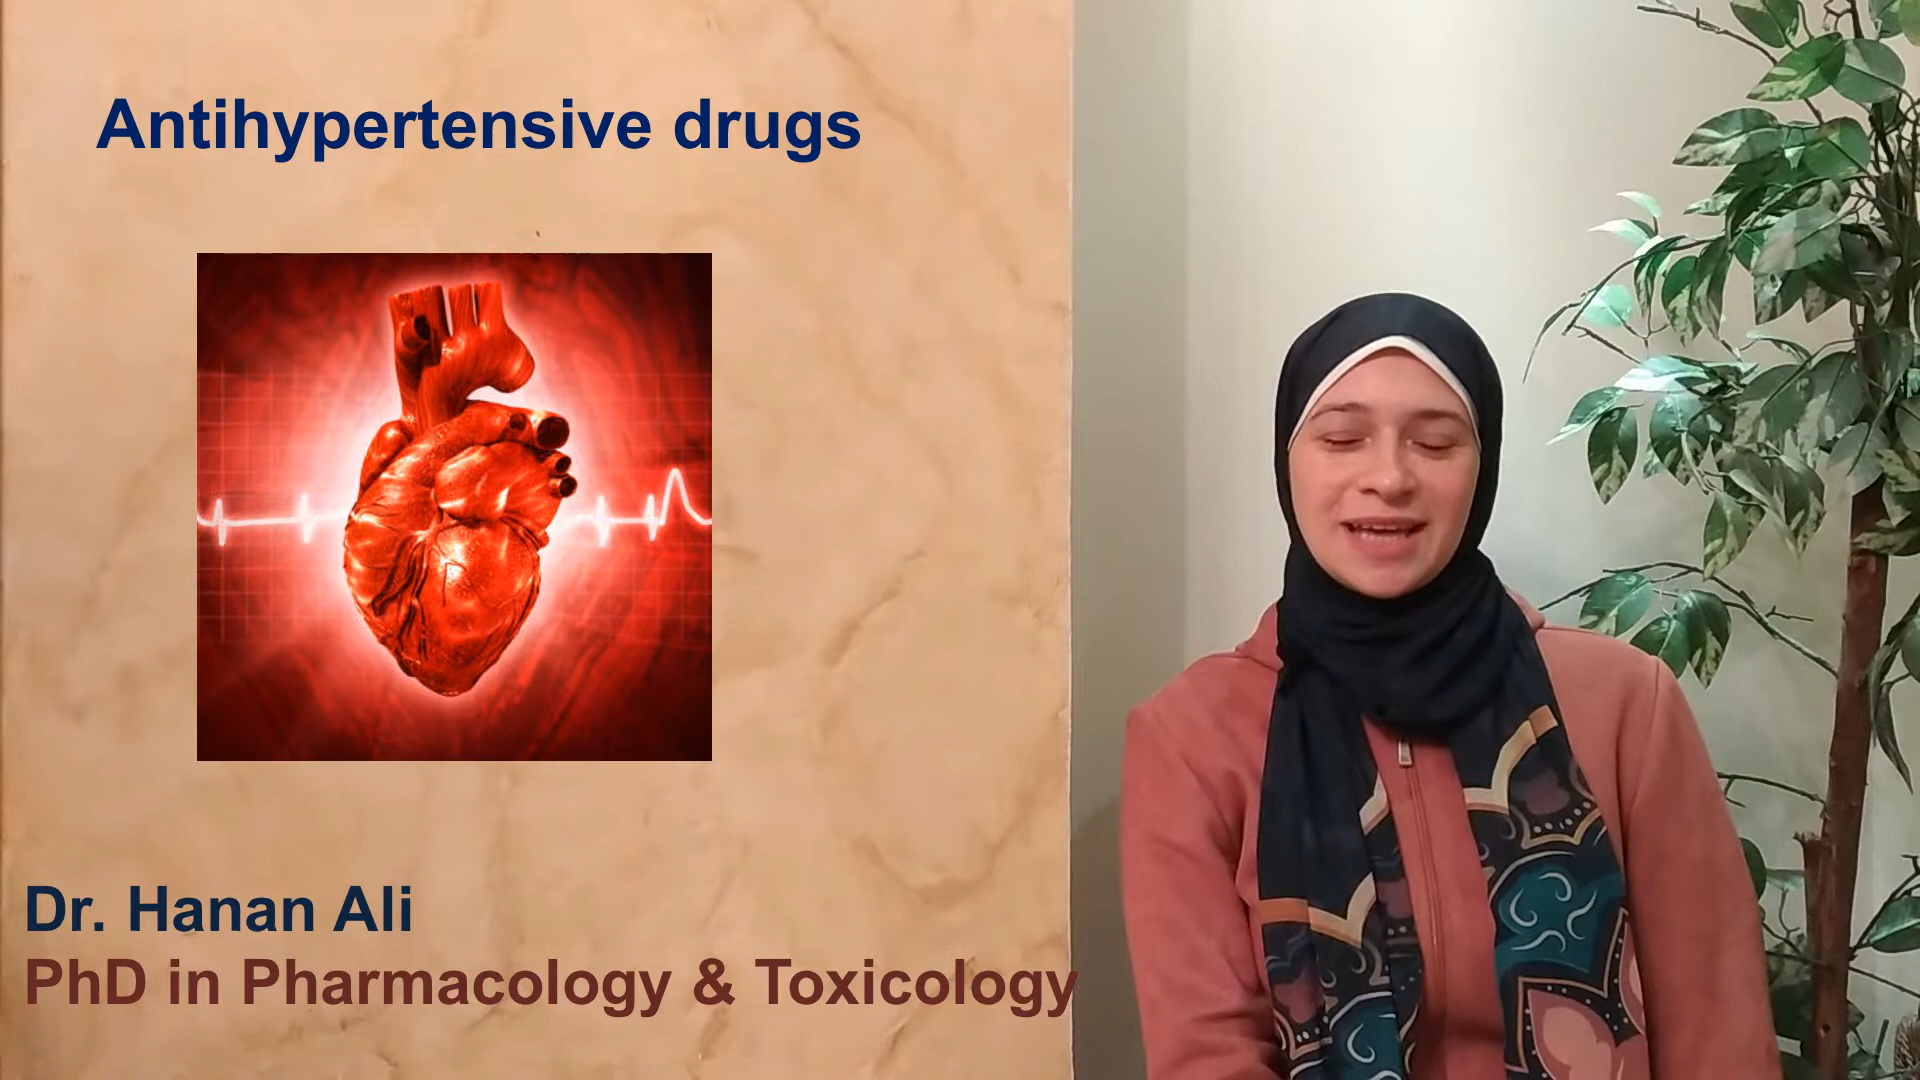 Antihypertensive drugs
Dr. Hanan Ali
PhD in Pharmacology & Toxicology